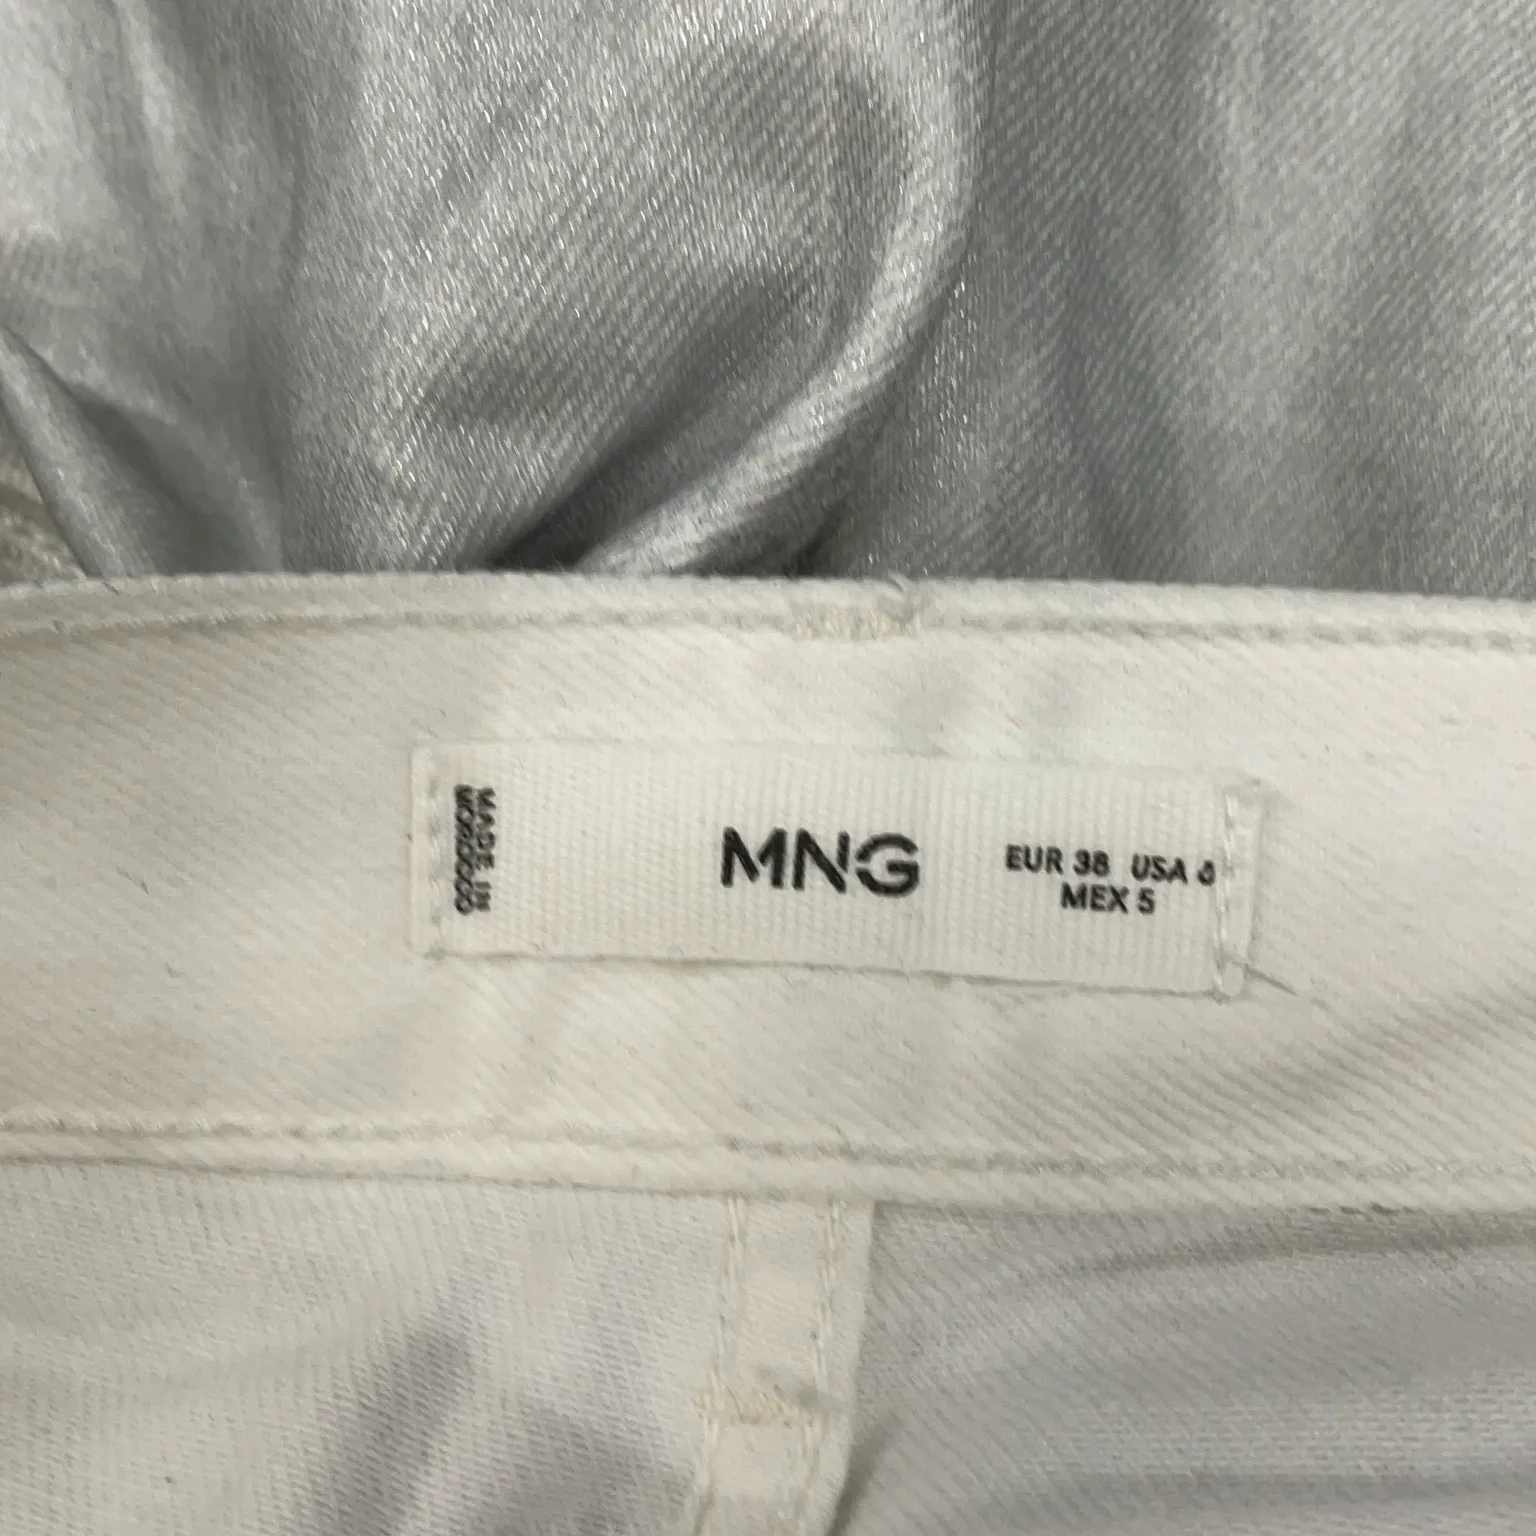 MADE IN
MOROCCO
MNG
EUR 38 USA 6
MEX 5